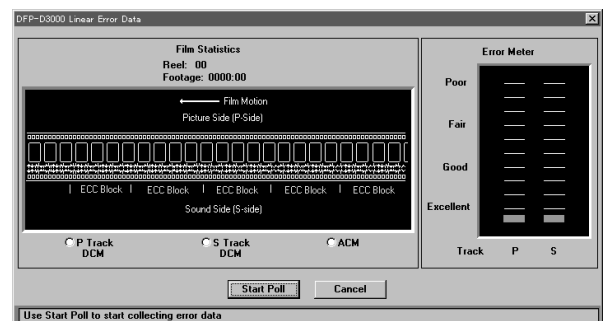 DFP-D3000 Linear Error Data
Film Statistics
Reel: 00
Footage: 0000:00
Film Motion
Picture Side (P-Side)
ECC Block | ECC Block | ECC Block | ECC Block | ECC Block
Sound Side (S-side)
P Track DCM
S Track DCM
ACM
Error Meter
Poor
Fair
Good
Excellent
Track P S
Start Poll Cancel
Use Start Poll to start collecting error data